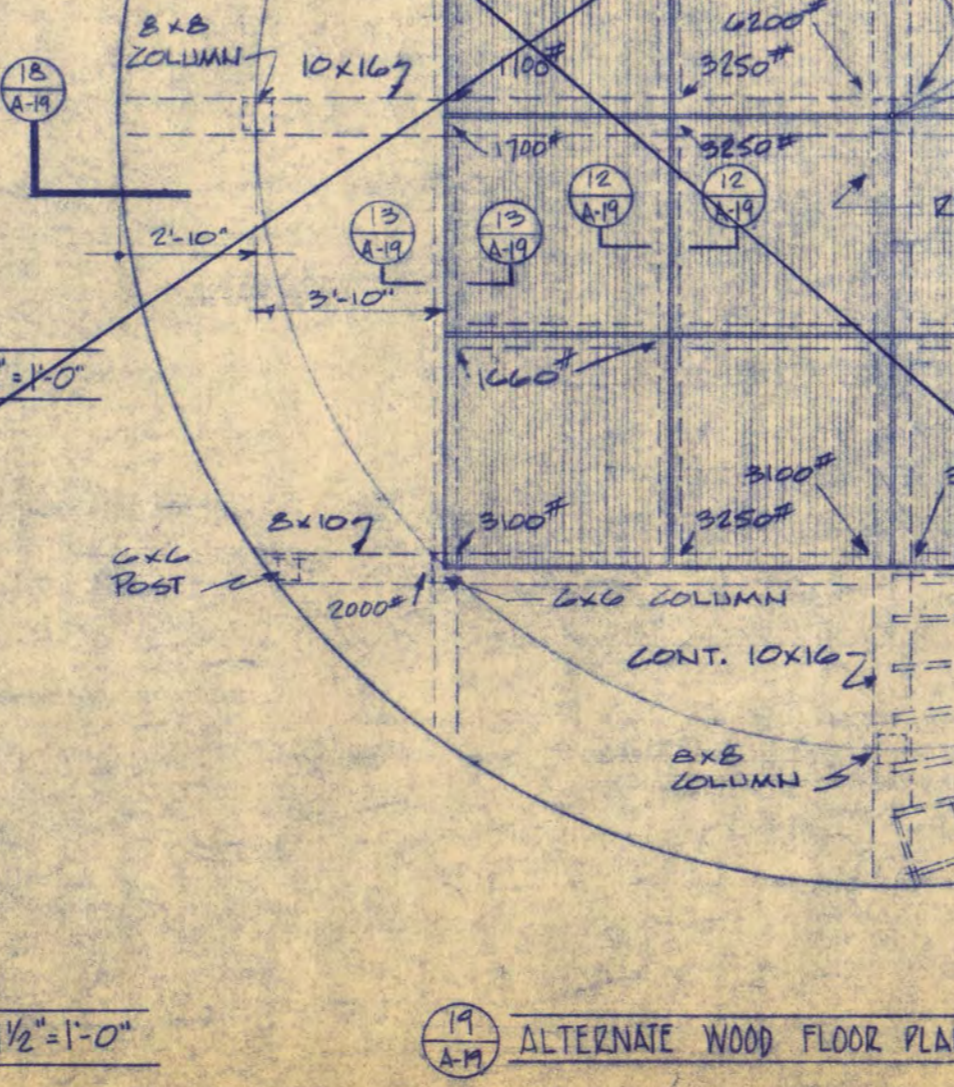 8x8
COLUMN
10x16
6200#
1700#
3250#
18
A-19
1700#
3250#
12
A-19
12
A-19
13
A-19
13
A-19
2'-10"
3'-10"
" = 1'-0"
1660#
3100#
8x10
3100#
3250#
6x6
POST
2000#
6x6 COLUMN
CONT. 10x16
8x8
COLUMN
1/2" = 1'-0"
19
A-19
ALTERNATE WOOD FLOOR PLA